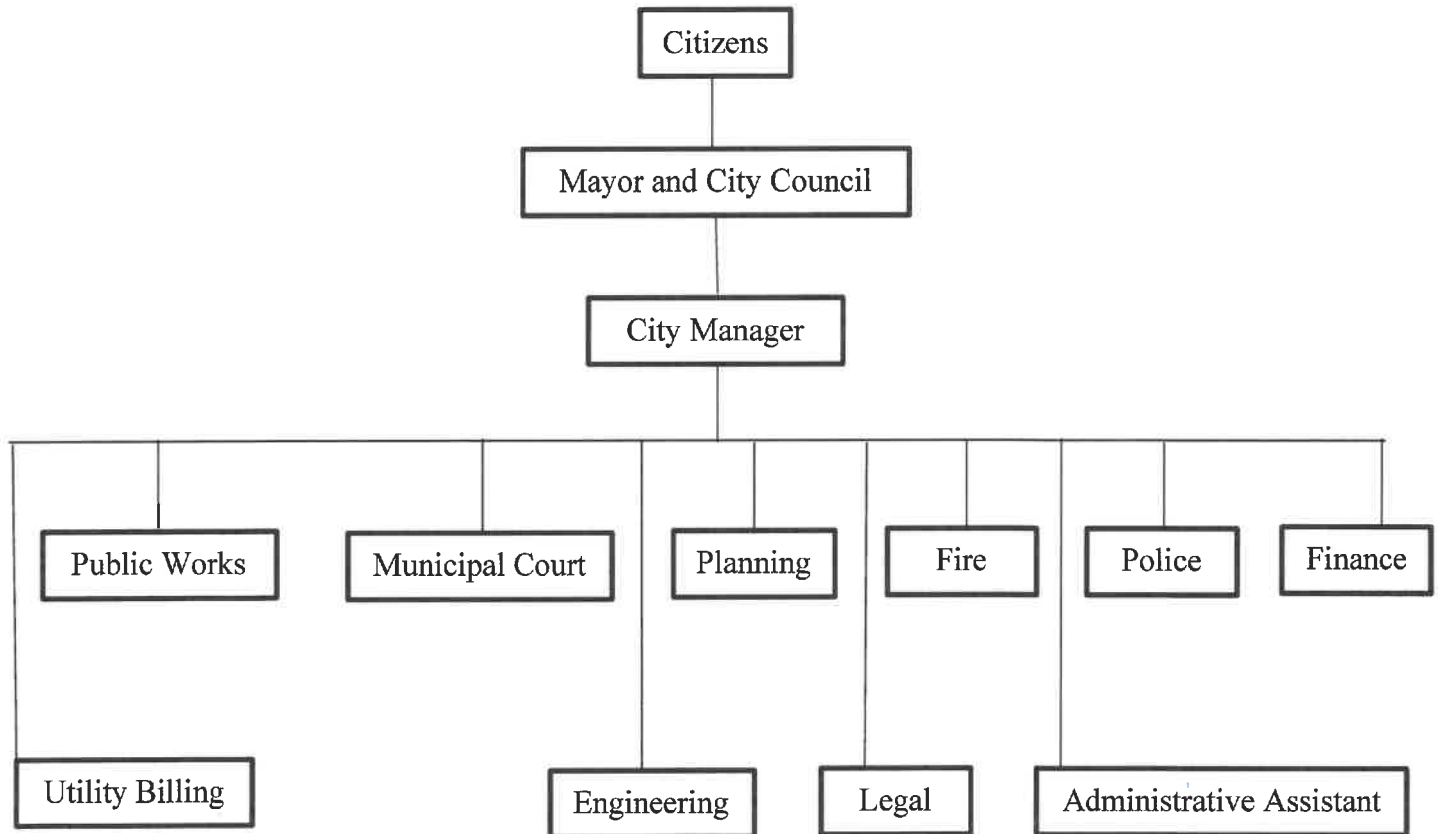 Citizens
Mayor and City Council
City Manager
Public Works
Municipal Court
Planning
Fire
Police
Finance
Utility Billing
Engineering
Legal
Administrative Assistant